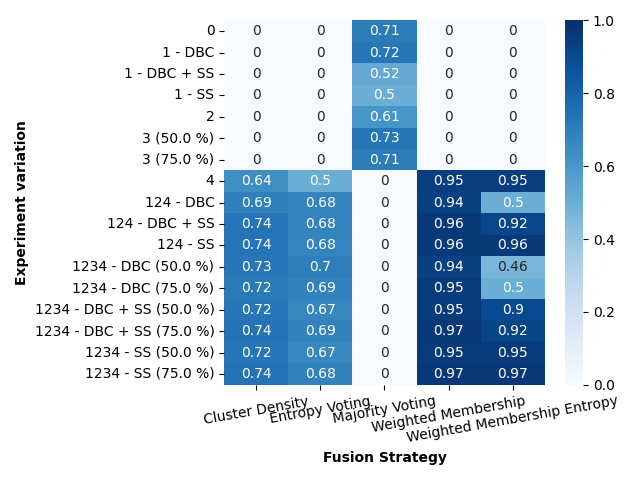 0 0 0 0.71 0 0
1 - DBC 0 0 0.72 0 0
1 - DBC + SS 0 0 0.52 0 0
1 - SS 0 0 0.5 0 0
2 0 0 0.61 0 0
3 (50.0 %) 0 0 0.73 0 0
3 (75.0 %) 0 0 0.71 0 0
4 0.64 0.5 0 0.95 0.95
124 - DBC 0.69 0.68 0 0.94 0.5
124 - DBC + SS 0.74 0.68 0 0.96 0.92
124 - SS 0.74 0.68 0 0.96 0.96
1234 - DBC (50.0 %) 0.73 0.7 0 0.94 0.46
1234 - DBC (75.0 %) 0.72 0.69 0 0.95 0.5
1234 - DBC + SS (50.0 %) 0.72 0.67 0 0.95 0.9
1234 - DBC + SS (75.0 %) 0.74 0.69 0 0.97 0.92
1234 - SS (50.0 %) 0.72 0.67 0 0.95 0.95
1234 - SS (75.0 %) 0.74 0.68 0 0.97 0.97
Experiment variation
Cluster Density
Entropy Voting
Majority Voting
Weighted Membership
Weighted Membership Entropy
Fusion Strategy
1.0
0.8
0.6
0.4
0.2
0.0